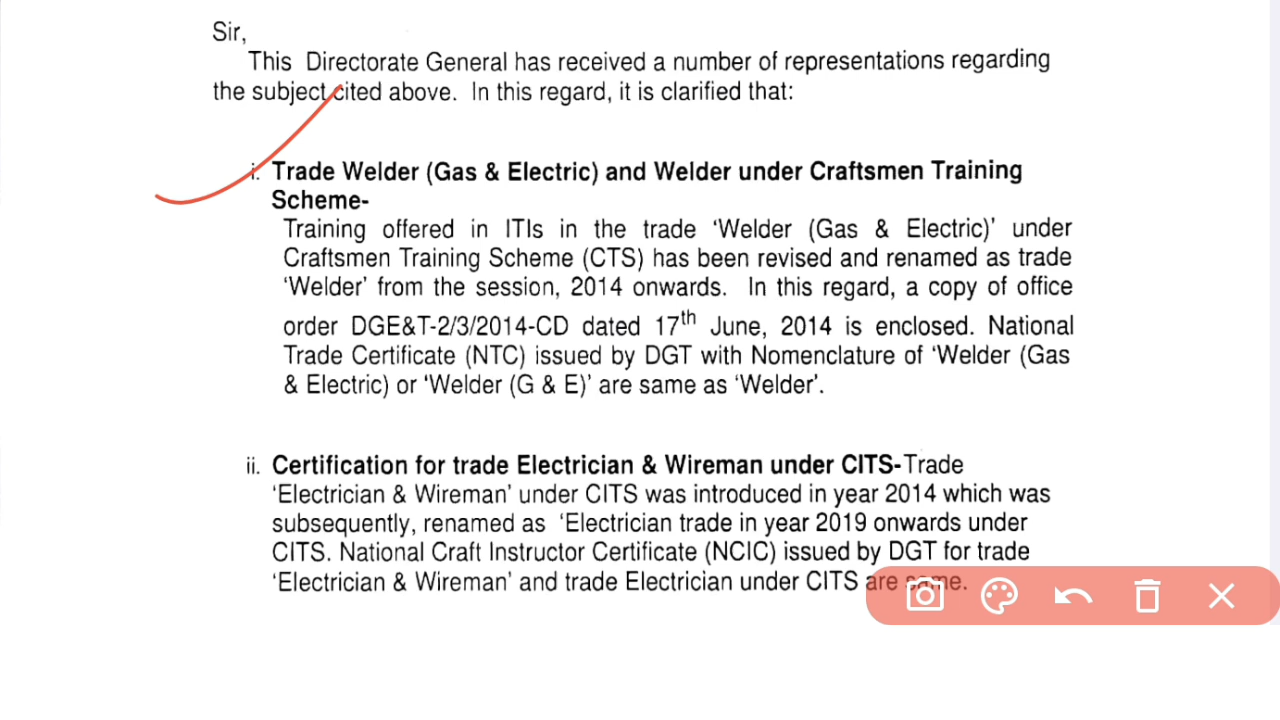 Sir,
This Directorate General has received a number of representations regarding
the subject cited above. In this regard, it is clarified that:
i. Trade Welder (Gas & Electric) and Welder under Craftsmen Training
Scheme-
Training offered in ITIs in the trade ‘Welder (Gas & Electric)’ under
Craftsmen Training Scheme (CTS) has been revised and renamed as trade
‘Welder’ from the session, 2014 onwards. In this regard, a copy of office
order DGE&T-2/3/2014-CD dated 17th June, 2014 is enclosed. National
Trade Certificate (NTC) issued by DGT with Nomenclature of ‘Welder (Gas
& Electric) or ‘Welder (G & E)’ are same as ‘Welder’.
ii. Certification for trade Electrician & Wireman under CITS-Trade
‘Electrician & Wireman’ under CITS was introduced in year 2014 which was
subsequently, renamed as ‘Electrician trade in year 2019 onwards under
CITS. National Craft Instructor Certificate (NCIC) issued by DGT for trade
‘Electrician & Wireman’ and trade Electrician under CITS are same.